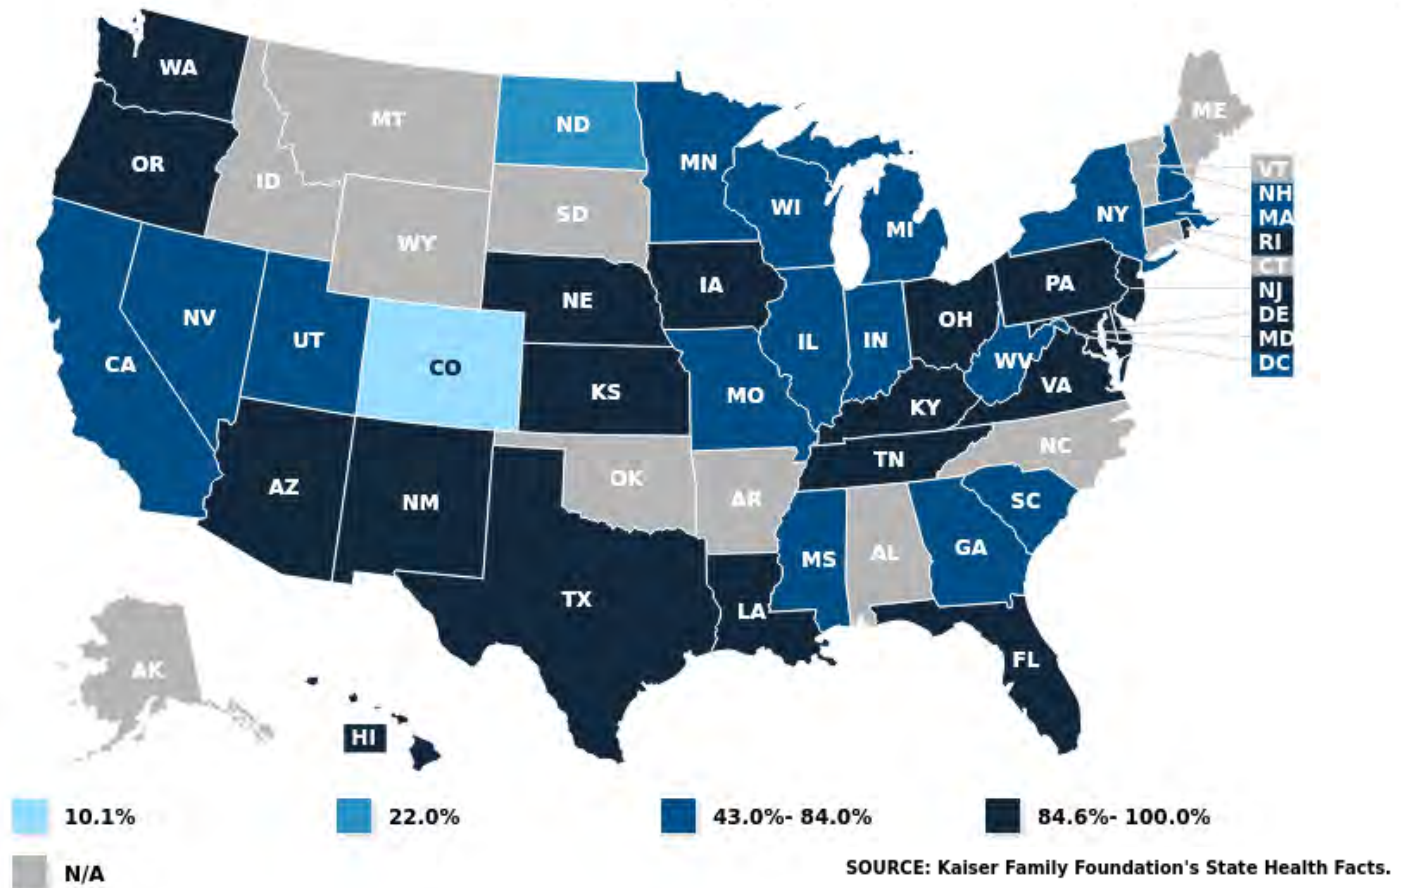 WA
MT
ND
ME
OR
ID
MN
VT
SD
WI
NH
WY
MI
NY
MA
RI
CT
NE
IA
PA
NJ
NV
OH
DE
UT
IL
IN
MD
CA
CO
WV
DC
KS
MO
KY
VA
AZ
NM
OK
AR
TN
NC
SC
MS
AL
GA
TX
LA
AK
FL
HI
10.1% 22.0% 43.0%- 84.0% 84.6%- 100.0%
N/A
SOURCE: Kaiser Family Foundation's State Health Facts.